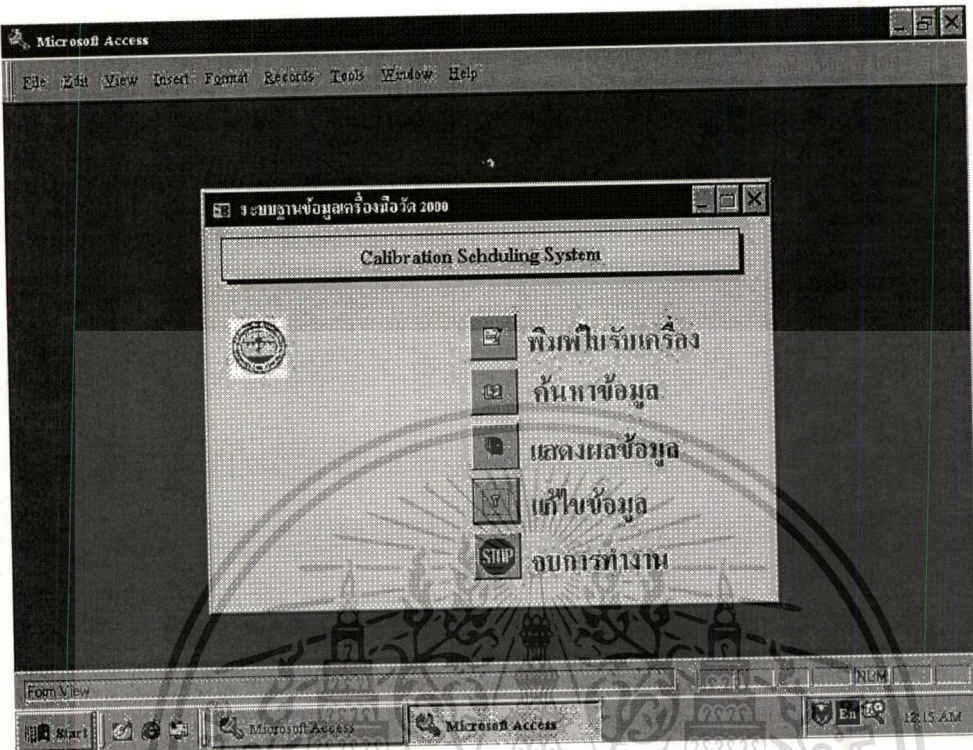 Microsoft Access
File Edit View Insert Format Records Tools Window Help
ระบบฐานข้อมูลเครื่องมือวัด 2000
Calibration Sehduling System
พิมพ์ใบรับเครื่อง
ค้นหาข้อมูล
แสดงผลข้อมูล
แก้ไขข้อมูล
STOP จบการทำงาน
Form View NUM
Start Microsoft Access Microsoft Access En 12:15 AM